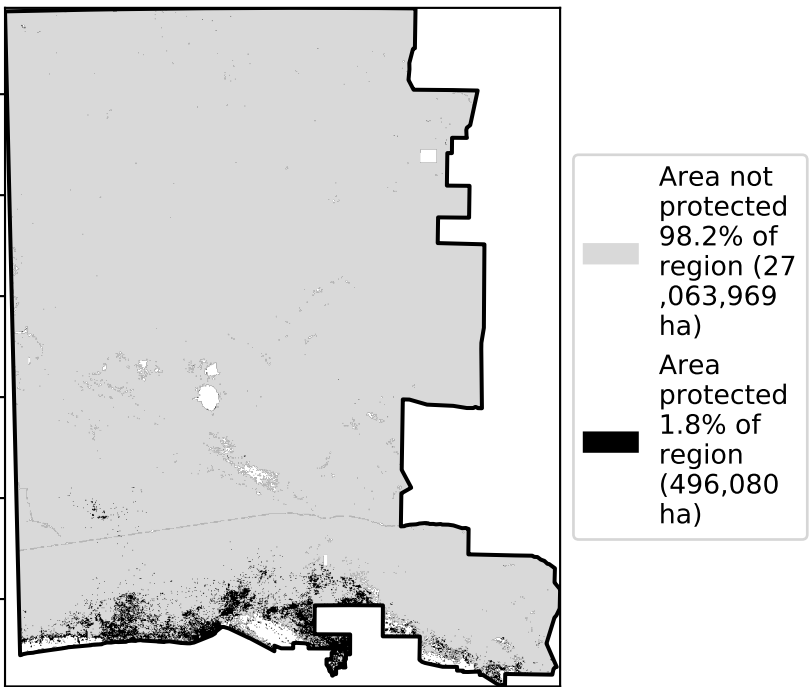 Area not
protected
98.2% of
region (27
,063,969
ha)
Area
protected
1.8% of
region
(496,080
ha)